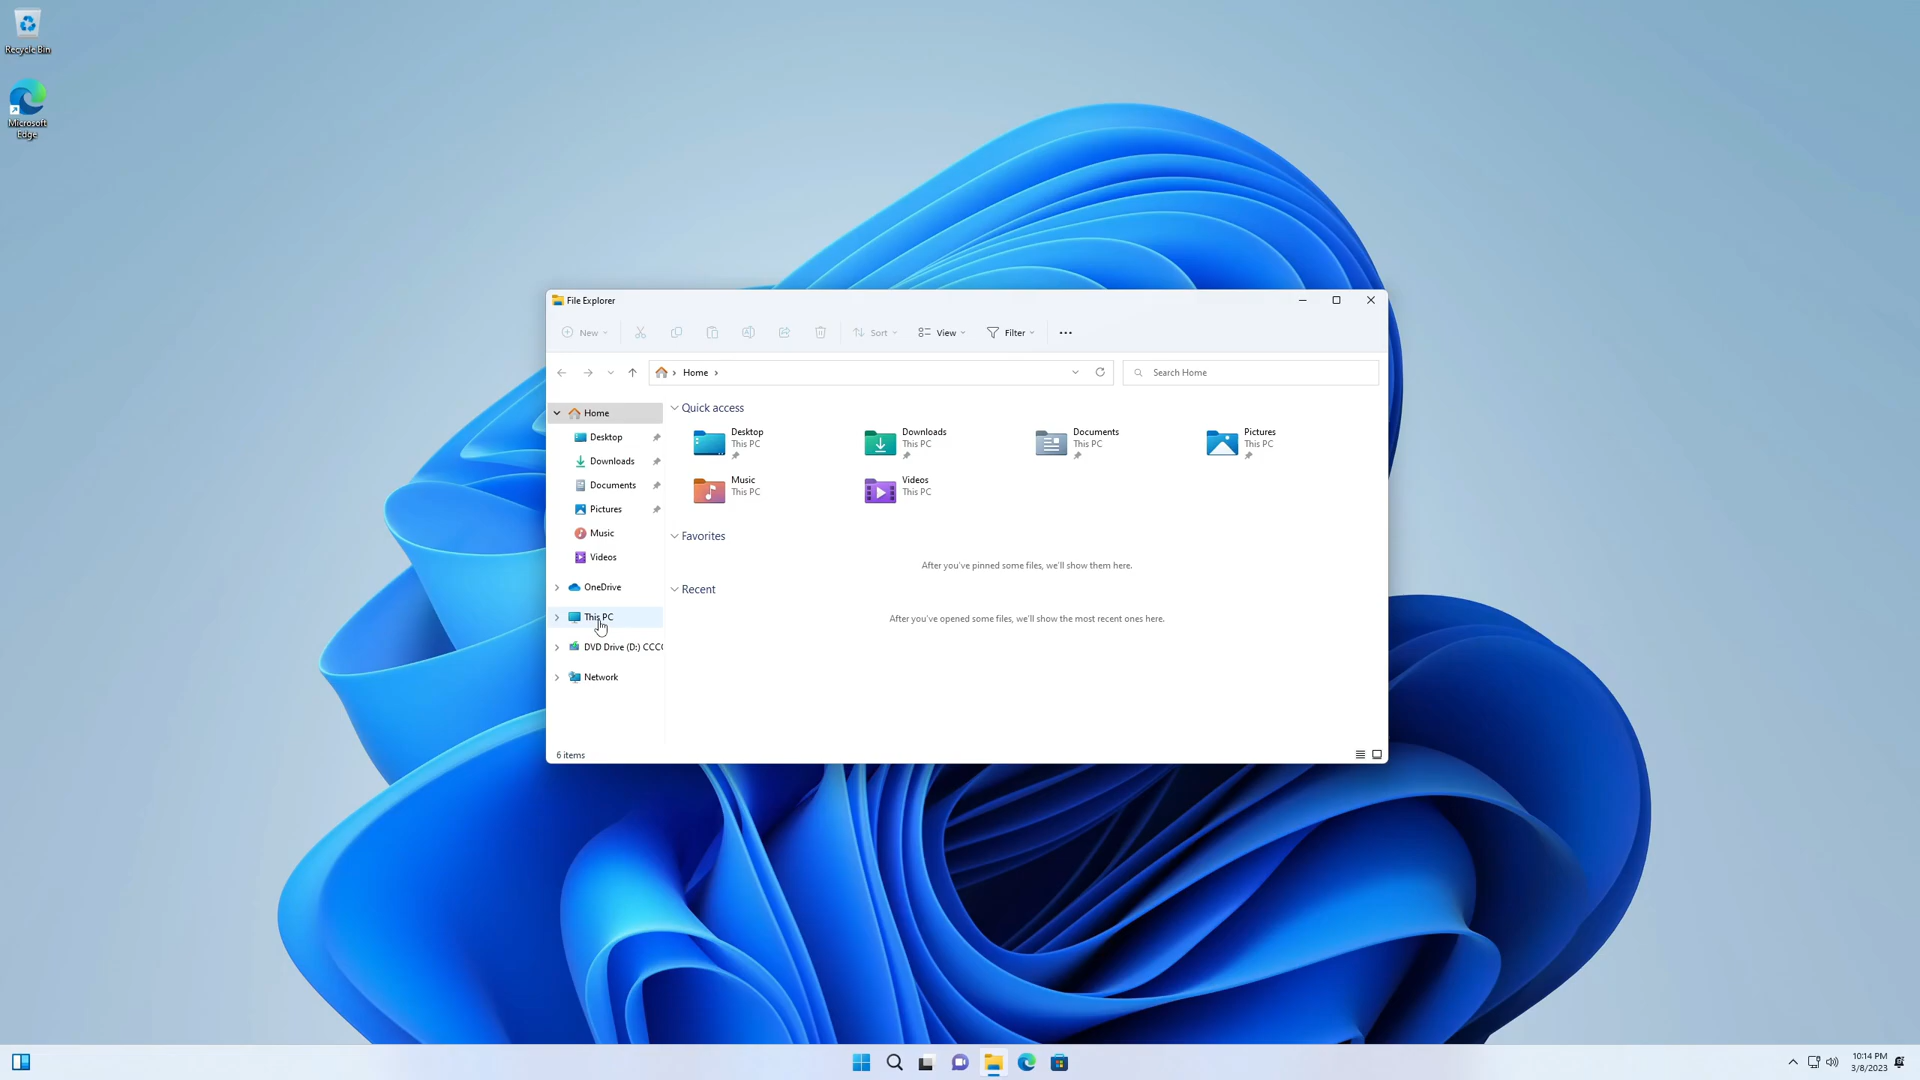 Recycle Bin
Microsoft
Edge
File Explorer
New
Sort
View
Filter
Home
Search Home
Home
Desktop
Downloads
Documents
Pictures
Music
Videos
OneDrive
This PC
DVD Drive (D:) CCC
Network
Quick access
Desktop
This PC
Downloads
This PC
Documents
This PC
Pictures
This PC
Music
This PC
Videos
This PC
Favorites
After you've pinned some files, we'll show them here.
Recent
After you've opened some files, we'll show the most recent ones here.
6 items
10:14 PM
3/8/2023